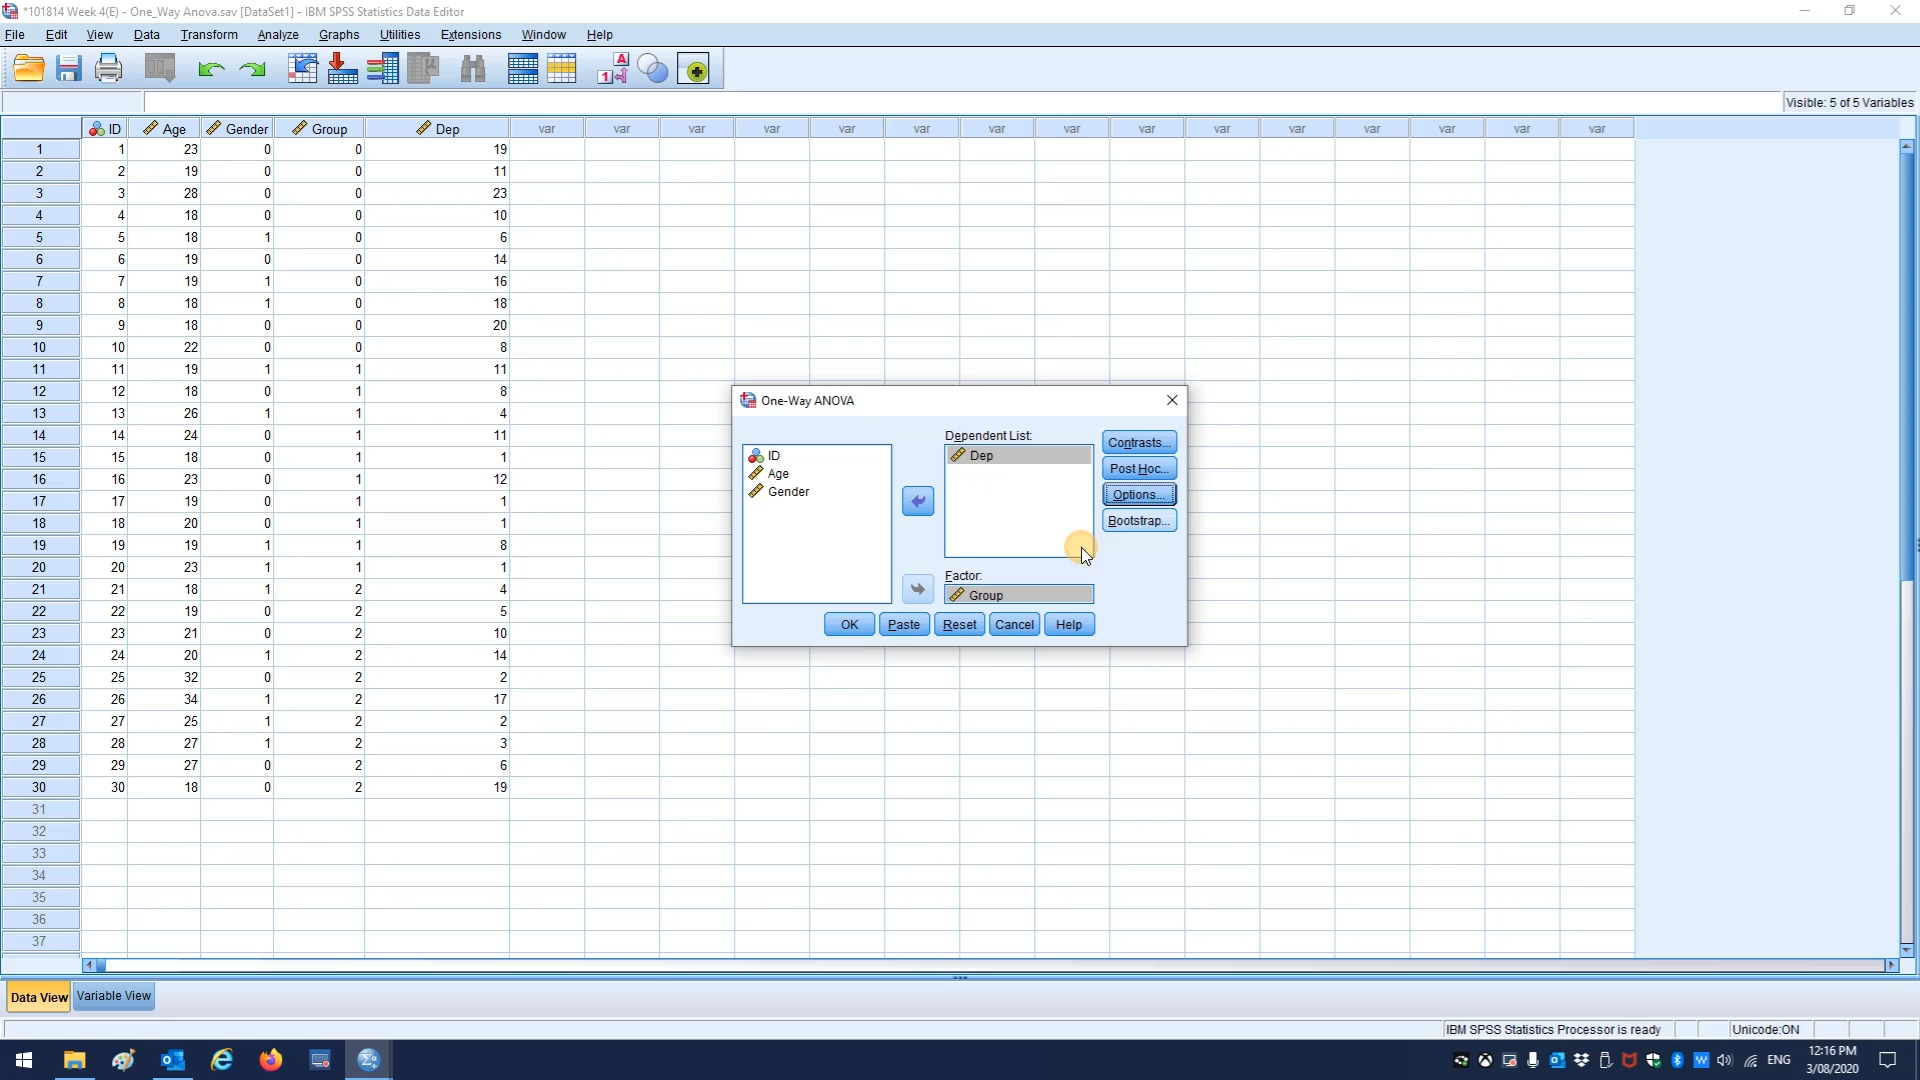 *101814 Week 4(E) - One_Way Anova.sav [DataSet1] - IBM SPSS Statistics Data Editor
File Edit View Data Transform Analyze Graphs Utilities Extensions Window Help
Visible: 5 of 5 Variables
ID Age Gender Group Dep var var var var var var var var var var var var var var var
1 1 23 0 0 19
2 2 19 0 0 11
3 3 28 0 0 23
4 4 18 0 0 10
5 5 18 1 0 6
6 6 19 0 0 14
7 7 19 1 0 16
8 8 18 1 0 18
9 9 18 0 0 20
10 10 22 0 0 8
11 11 19 1 1 11
12 12 18 0 1 8
13 13 26 1 1 4
14 14 24 0 1 11
15 15 18 0 1 1
16 16 23 0 1 12
17 17 19 0 1 1
18 18 20 0 1 1
19 19 19 1 1 8
20 20 23 1 1 1
21 21 18 1 2 4
22 22 19 0 2 5
23 23 21 0 2 10
24 24 20 1 2 14
25 25 32 0 2 2
26 26 34 1 2 17
27 27 25 1 2 2
28 28 27 1 2 3
29 29 27 0 2 6
30 30 18 0 2 19
31
32
33
34
35
36
37
One-Way ANOVA
ID
Age
Gender
Dependent List:
Dep
Factor:
Group
Contrasts...
Post Hoc...
Options...
Bootstrap...
OK Paste Reset Cancel Help
Data View Variable View
IBM SPSS Statistics Processor is ready Unicode:ON
ENG
12:16 PM
3/08/2020